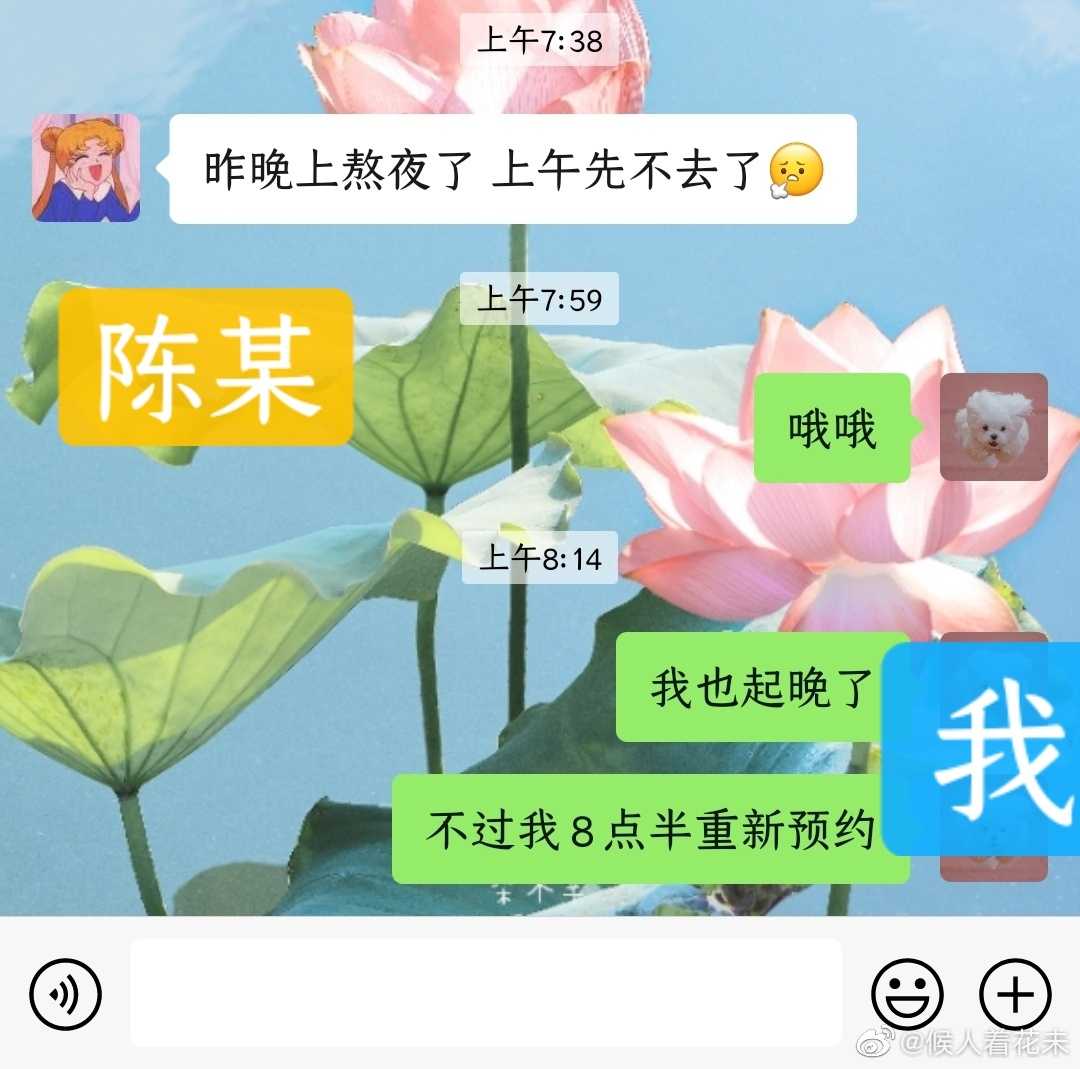 上午7:38
昨晚上熬夜了 上午先不去了
上午7:59
陈某
哦哦
上午8:14
我也起晚了
我
不过我8点半重新预约
@候人着花未